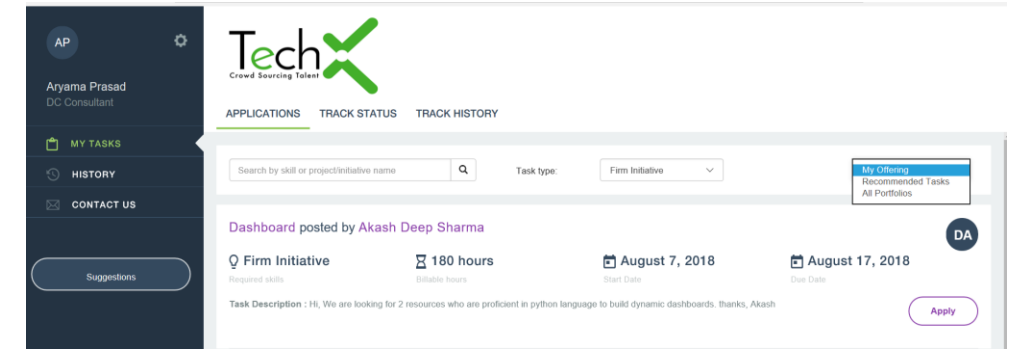 AP
Aryama Prasad
DC Consultant
MY TASKS
HISTORY
CONTACT US
Suggestions
TechX
Crowd Sourcing Talent
APPLICATIONS TRACK STATUS TRACK HISTORY
Search by skill or project/initiative name Task type: Firm Initiative
My Offering
Recommended Tasks
All Portfolios
Dashboard posted by Akash Deep Sharma
DA
Firm Initiative 180 hours August 7, 2018 August 17, 2018
Required skills Billable hours Start Date Due Date
Task Description : Hi, We are looking for 2 resources who are proficient in python language to build dynamic dashboards. thanks, Akash
Apply